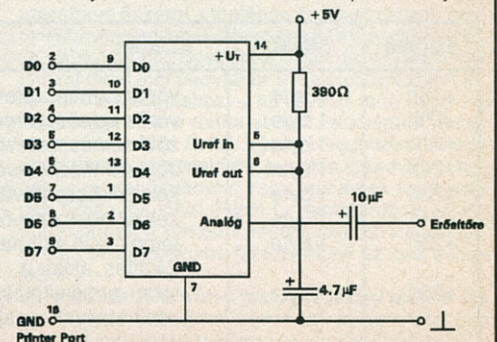 +5V
+UT 14
2 D0 9 D0
3 D1 10 D1
4 D2 11 D2
390Ω
5 D3 12 D3 Uref in 5
6 D4 13 D4 Uref out 6
7 D5 1 D5
10µF
8 D6 2 D6 Analóg + Erősítőre
9 D7 3 D7
GND
7 + 4.7µF
GND 18
Printer Port